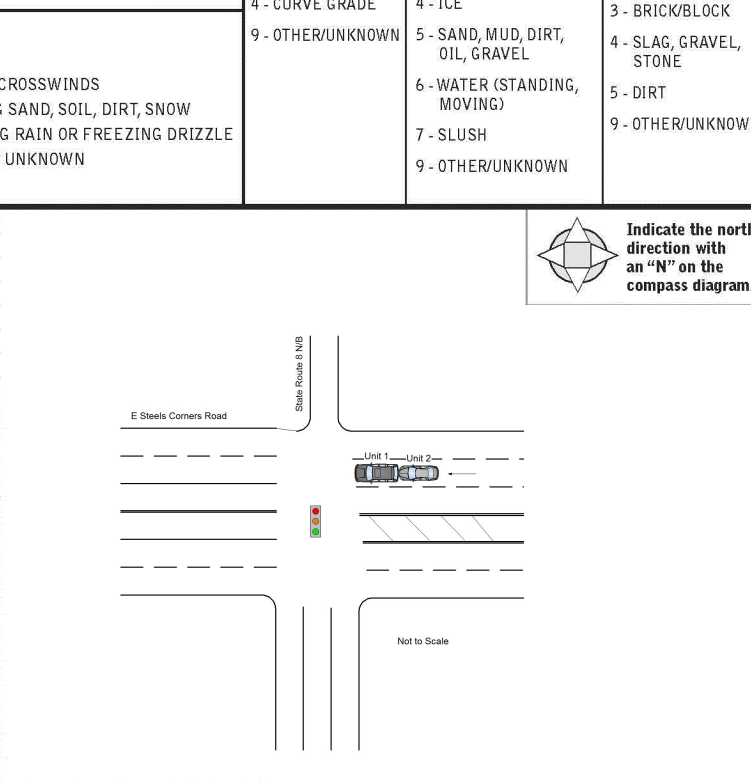 4 - CURVE GRADE
9 - OTHER/UNKNOWN
4 - ICE
5 - SAND, MUD, DIRT,
OIL, GRAVEL
6 - WATER (STANDING,
MOVING)
7 - SLUSH
9 - OTHER/UNKNOWN
3 - BRICK/BLOCK
4 - SLAG, GRAVEL,
STONE
5 - DIRT
9 - OTHER/UNKNOW
CROSSWINDS
SAND, SOIL, DIRT, SNOW
G RAIN OR FREEZING DRIZZLE
UNKNOWN
Indicate the north
direction with
an “N” on the
compass diagram
State Route 8 N/B
E Steels Corners Road
Unit 1
Unit 2
Not to Scale